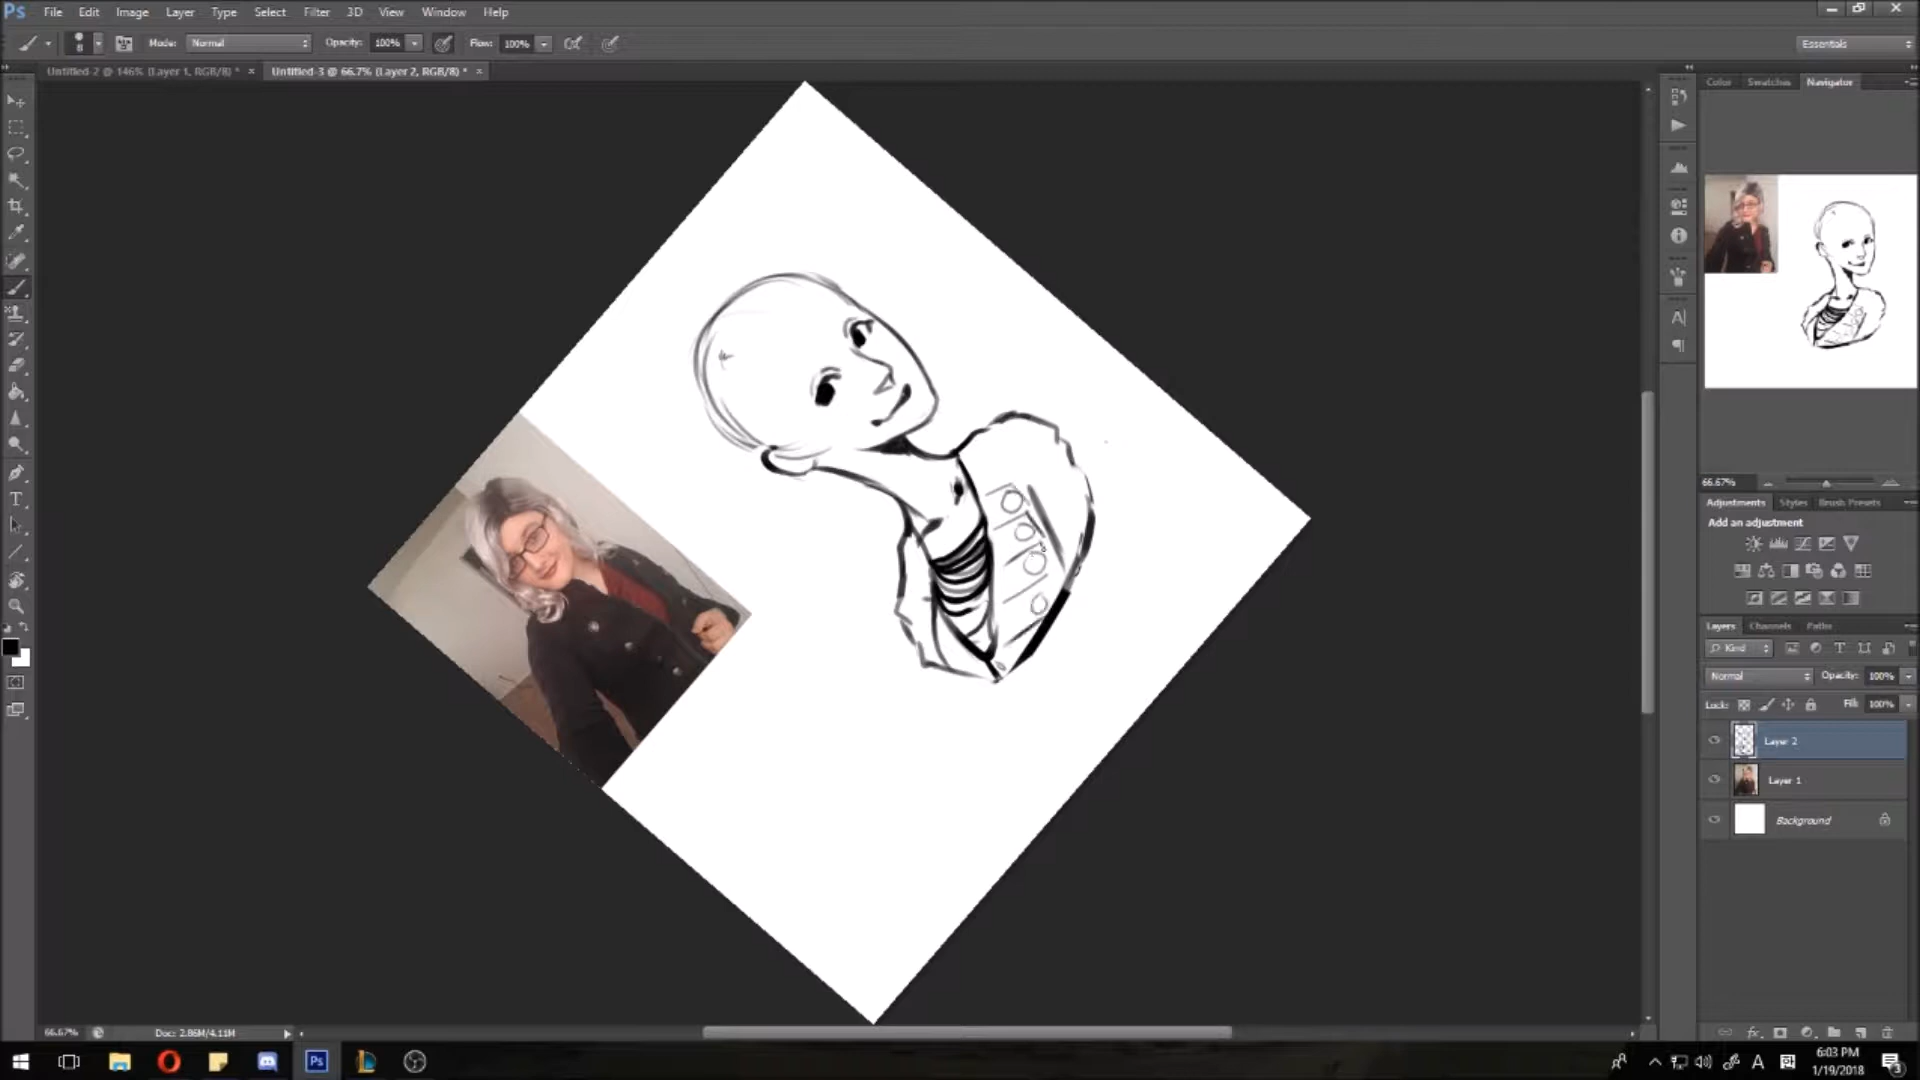 Ps File Edit Image Layer Type Select Filter 3D View Window Help
8 Mode: Normal Opacity: 100% Flow: 100% Essentials
Untitled-2 @ 146% (Layer 1, RGB/8) * × Untitled-3 @ 66.7% (Layer 2, RGB/8) * ×
Color Swatches Navigator
66.67%
Adjustments Styles Brush Presets
Add an adjustment
Layers Channels Paths
Kind
Normal Opacity: 100%
Lock: Fill: 100%
Layer 2
Layer 1
Background
66.67% Doc: 2.86M/4.11M
Ps A 6:03 PM
1/19/2018 3